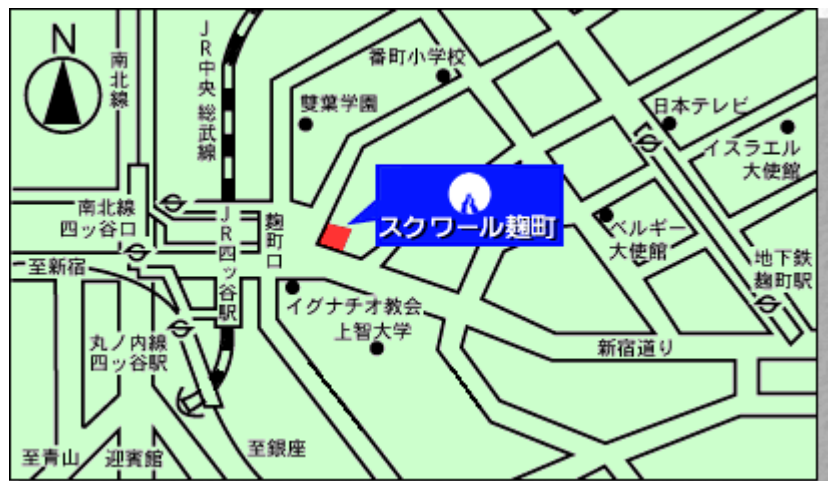 N
南北線
JR中央 総武線
番町小学校
雙葉学園
日本テレビ
イスラエル
大使館
スクワール麹町
南北線
四ッ谷口
JR四ッ谷駅
麹町口
ベルギー
大使館
地下鉄
麹町駅
至新宿
イグナチオ教会
上智大学
新宿道り
丸ノ内線
四ッ谷駅
至青山
迎賓館
至銀座